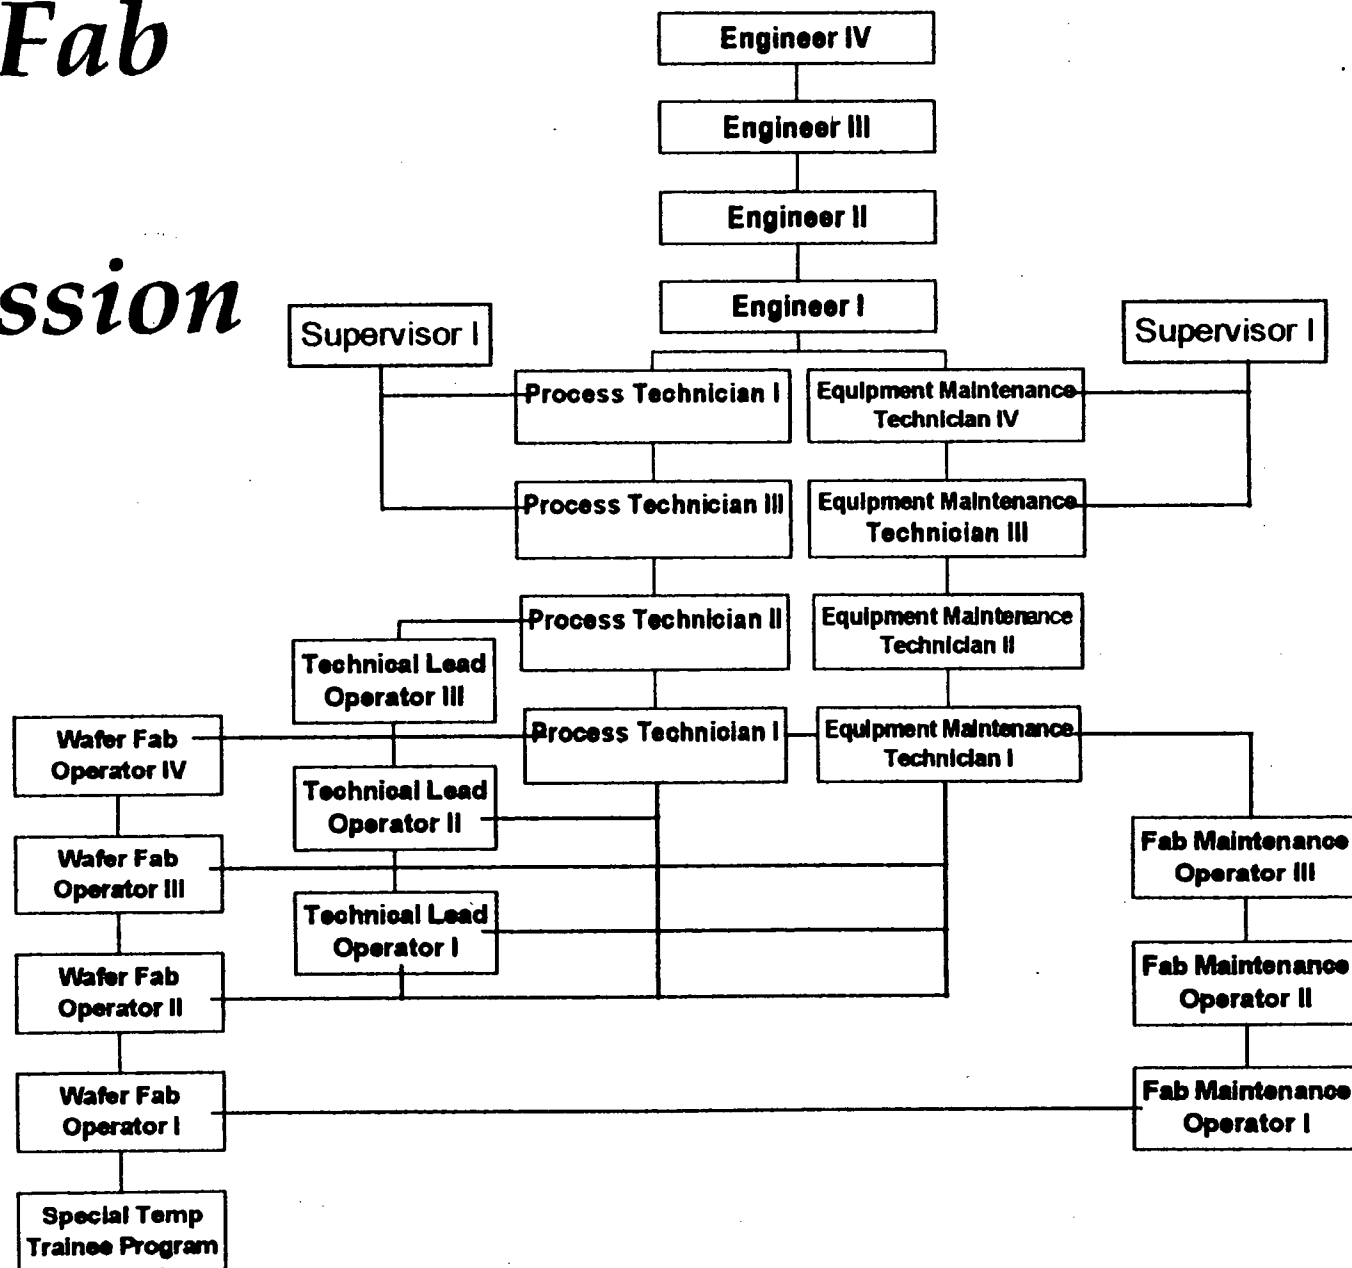 Fab
ssion
Engineer IV
Engineer III
Engineer II
Engineer I
Supervisor I
Supervisor I
Process Technician I
Equipment Maintenance
Technician IV
Process Technician III
Equipment Maintenance
Technician III
Process Technician II
Equipment Maintenance
Technician II
Technical Lead
Operator III
Wafer Fab
Operator IV
Process Technician I
Equipment Maintenance
Technician I
Technical Lead
Operator II
Wafer Fab
Operator III
Fab Maintenance
Operator III
Technical Lead
Operator I
Wafer Fab
Operator II
Fab Maintenance
Operator II
Wafer Fab
Operator I
Fab Maintenance
Operator I
Special Temp
Trainee Program